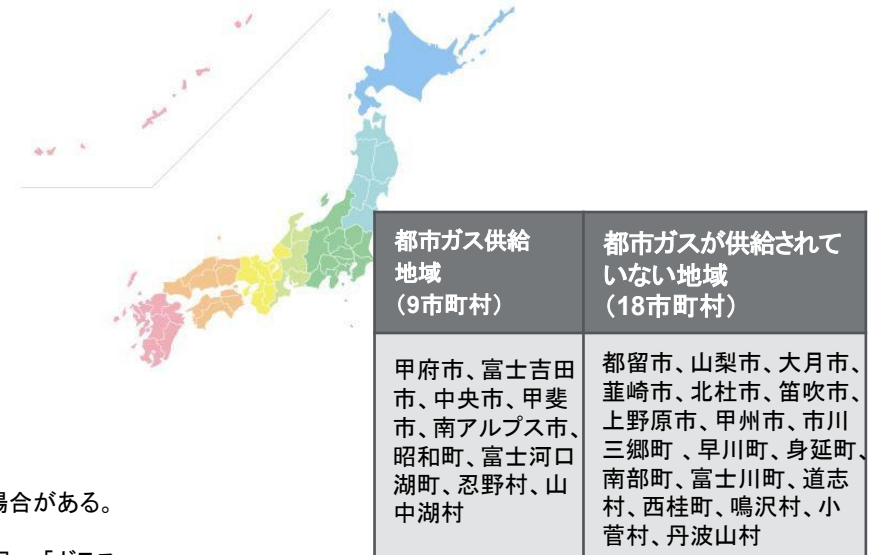 都市ガス供給
地域
（9市町村）
都市ガスが供給されて
いない地域
（18市町村）
甲府市、富士吉田
市、中央市、甲斐
市、南アルプス市、
昭和町、富士河口
湖町、忍野村、山
中湖村
都留市、山梨市、大月市、
韮崎市、北杜市、笛吹市、
上野原市、甲州市、市川
三郷町 、早川町、身延町、
南部町、富士川町、道志
村、西桂町、鳴沢村、小
菅村、丹波山村
場合がある。